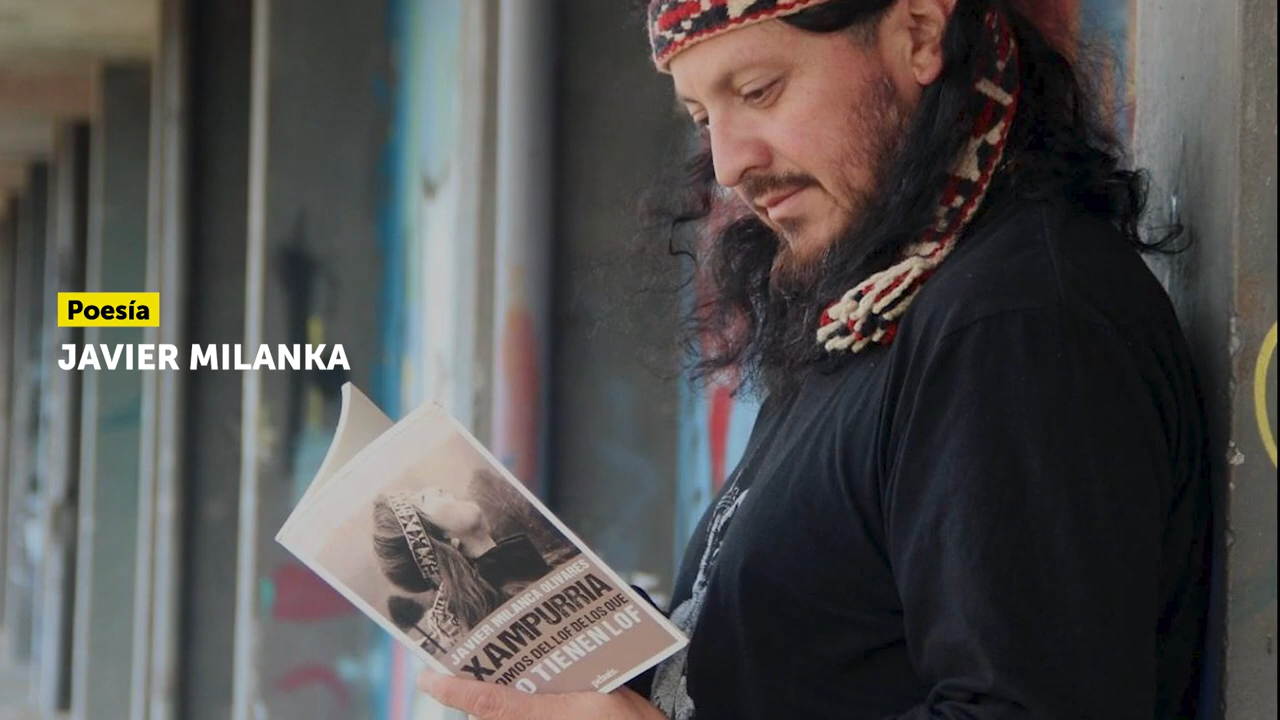 Poesía
JAVIER MILANKA
JAVIER MILANCA OLIVARES
XAMPURRIA
OMOS DEL LOF DE LOS QUE
O TIENEN LOF